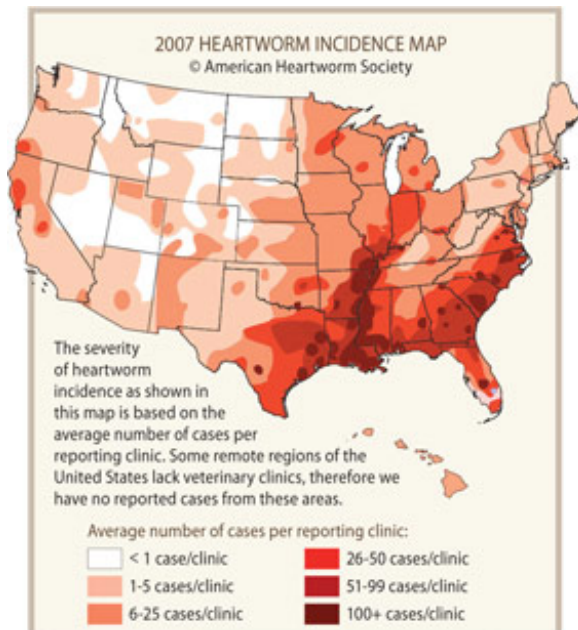 2007 HEARTWORM INCIDENCE MAP
© American Heartworm Society
The severity
of heartworm
incidence as shown in
this map is based on the
average number of cases per
reporting clinic. Some remote regions of the
United States lack veterinary clinics, therefore we
have no reported cases from these areas.
Average number of cases per reporting clinic:
< 1 case/clinic
1-5 cases/clinic
6-25 cases/clinic
26-50 cases/clinic
51-99 cases/clinic
100+ cases/clinic